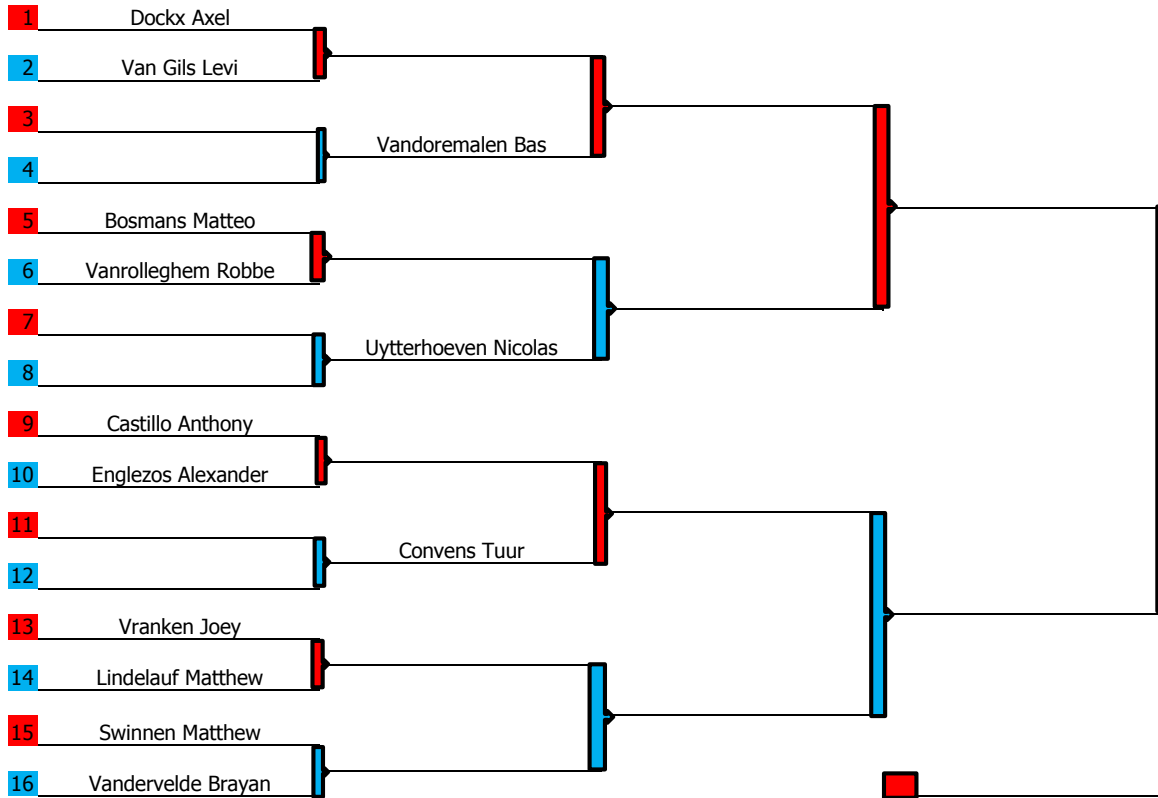 1 Dockx Axel
2 Van Gils Levi
3
Vandoremalen Bas
4
5 Bosmans Matteo
6 Vanrolleghem Robbe
7
Uytterhoeven Nicolas
8
9 Castillo Anthony
10 Englezos Alexander
11
Convens Tuur
12
13 Vranken Joey
14 Lindelauf Matthew
15 Swinnen Matthew
16 Vandervelde Brayan